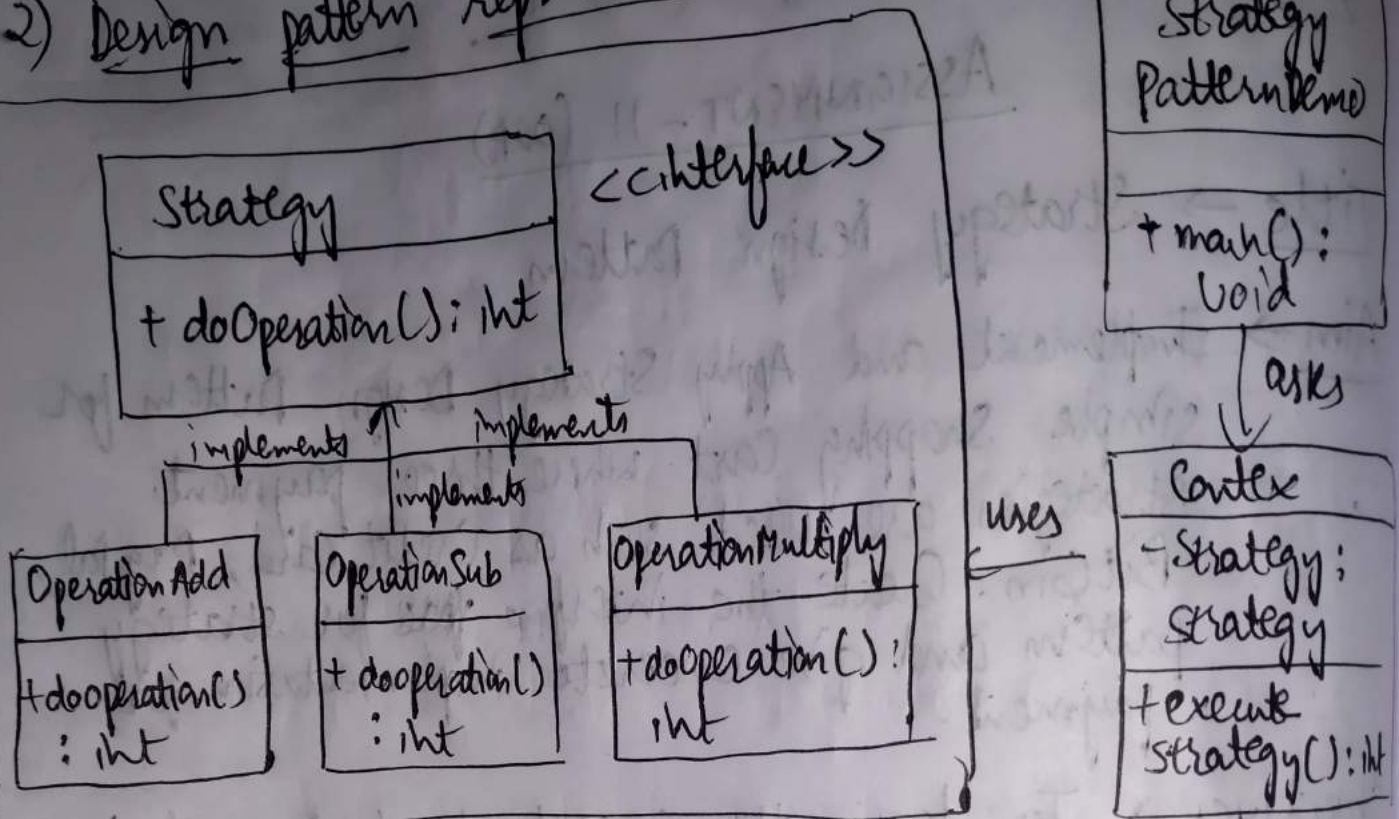 2) Design pattern
Strategy
<<interface>>
+ doOperation(): int
implements
implements
implements
OperationAdd
+dooperation()
: int
OperationSub
+ dooperation()
: int
OperationMultiply
+dooperation():
int
uses
Strategy
PatternDemo
+ main():
void
asks
Contex
- Strategy:
strategy
+ execute
strategy(): int